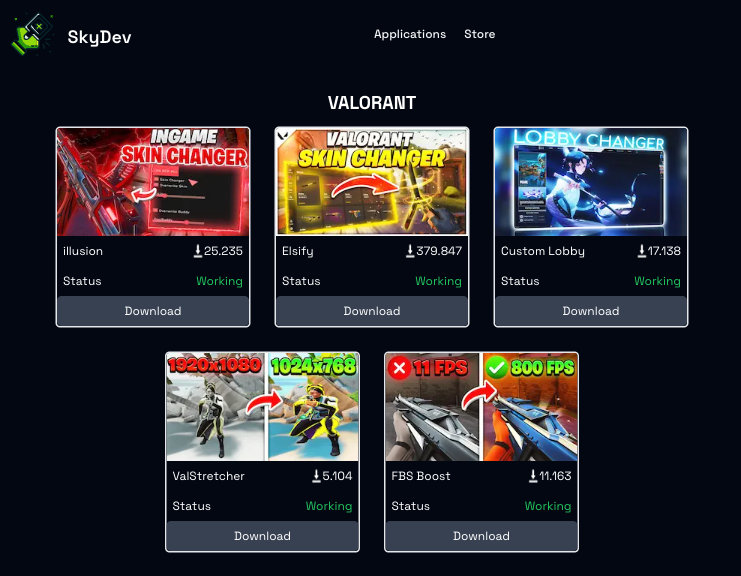 SkyDev
Applications Store
VALORANT
INGAME
SKIN CHANGER
VALORANT
SKIN CHANGER
LOBBY CHANGER
illusion 25.235
Status Working
Download
Elsify 379.847
Status Working
Download
Custom Lobby 17.138
Status Working
Download
1920x1080 1024x768
11 FPS 800 FPS
ValStretcher 5.104
Status Working
Download
FBS Boost 11.163
Status Working
Download